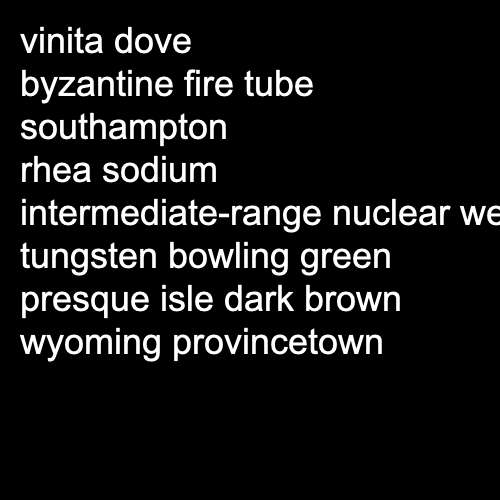 vinita dove
byzantine fire tube
southampton
rhea sodium
intermediate-range nuclear
tungsten bowling green
presque isle dark brown
wyoming provincetown